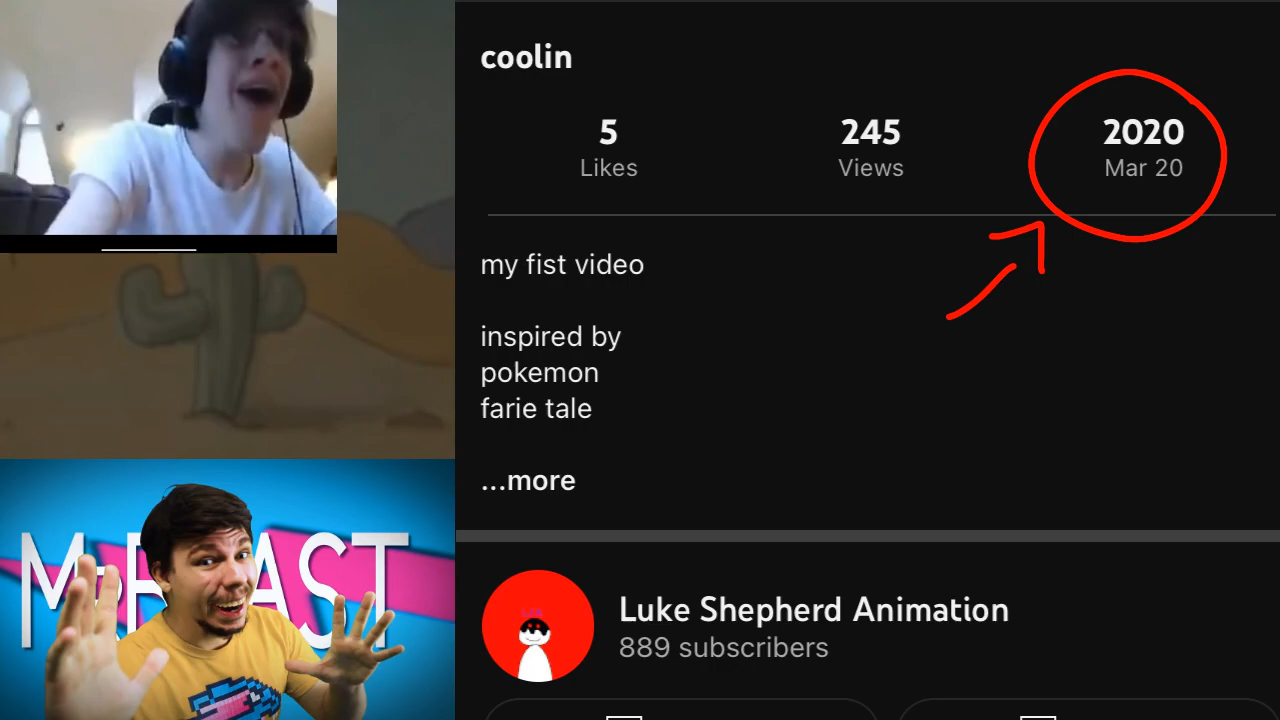 coolin
5
Likes
245
Views
2020
Mar 20
my fist video
inspired by
pokemon
farie tale
...more
MrBEAST
Luke Shepherd Animation
889 subscribers